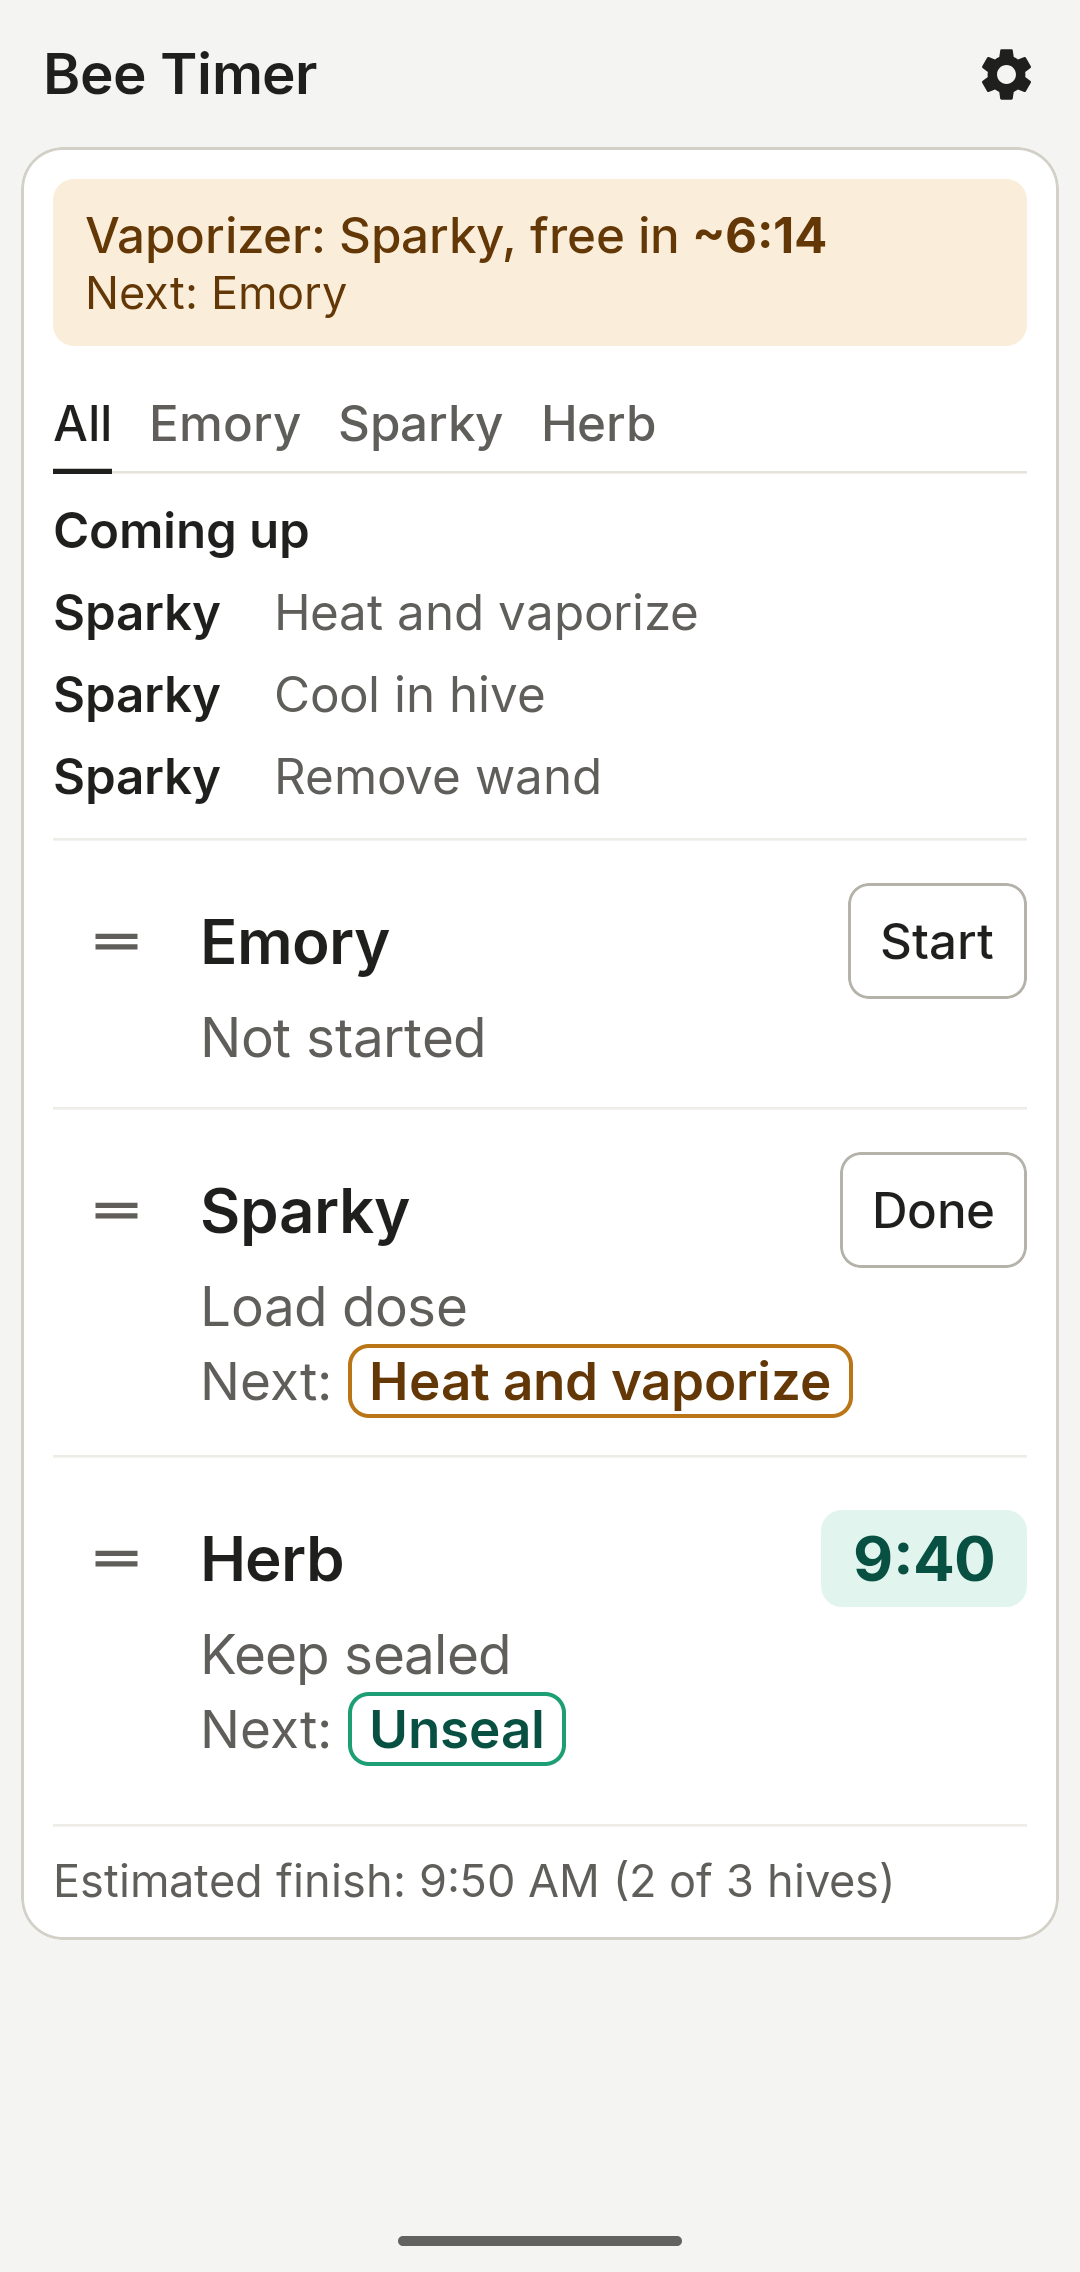 Bee Timer
Vaporizer: Sparky, free in ~6:14
Next: Emory
All Emory Sparky Herb
Coming up
Sparky Heat and vaporize
Sparky Cool in hive
Sparky Remove wand
Emory Start
Not started
Sparky Done
Load dose
Next: Heat and vaporize
Herb 9:40
Keep sealed
Next: Unseal
Estimated finish: 9:50 AM (2 of 3 hives)